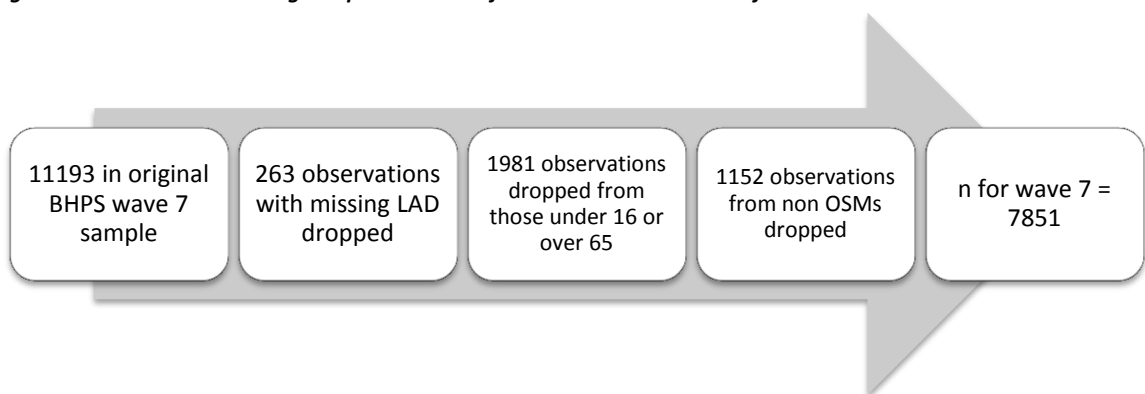 11193 in original
BHPS wave 7
sample
263 observations
with missing LAD
dropped
1981 observations
dropped from
those under 16 or
over 65
1152 observations
from non OSMs
dropped
n for wave 7 =
7851